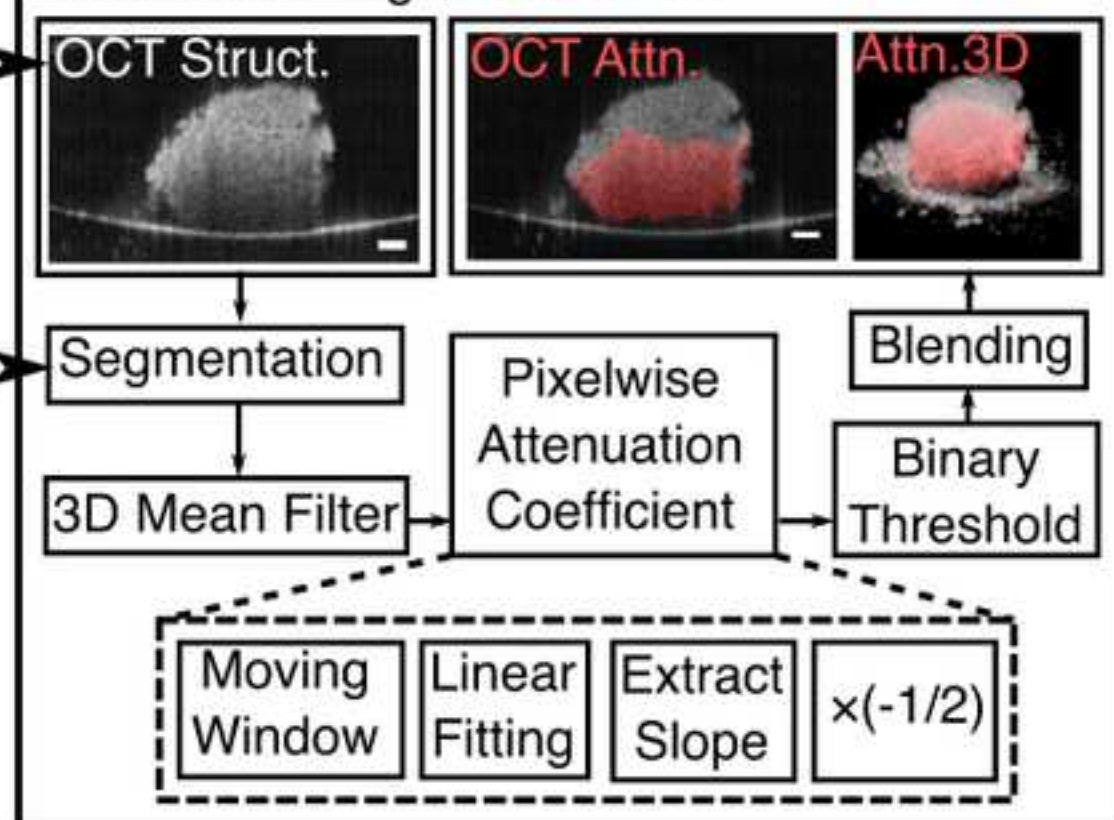 OCT Struct.
OCT Attn.
Attn.3D
Segmentation
3D Mean Filter
Pixelwise
Attenuation
Coefficient
Blending
Binary
Threshold
Moving
Window
Linear
Fitting
Extract
Slope
×(-1/2)